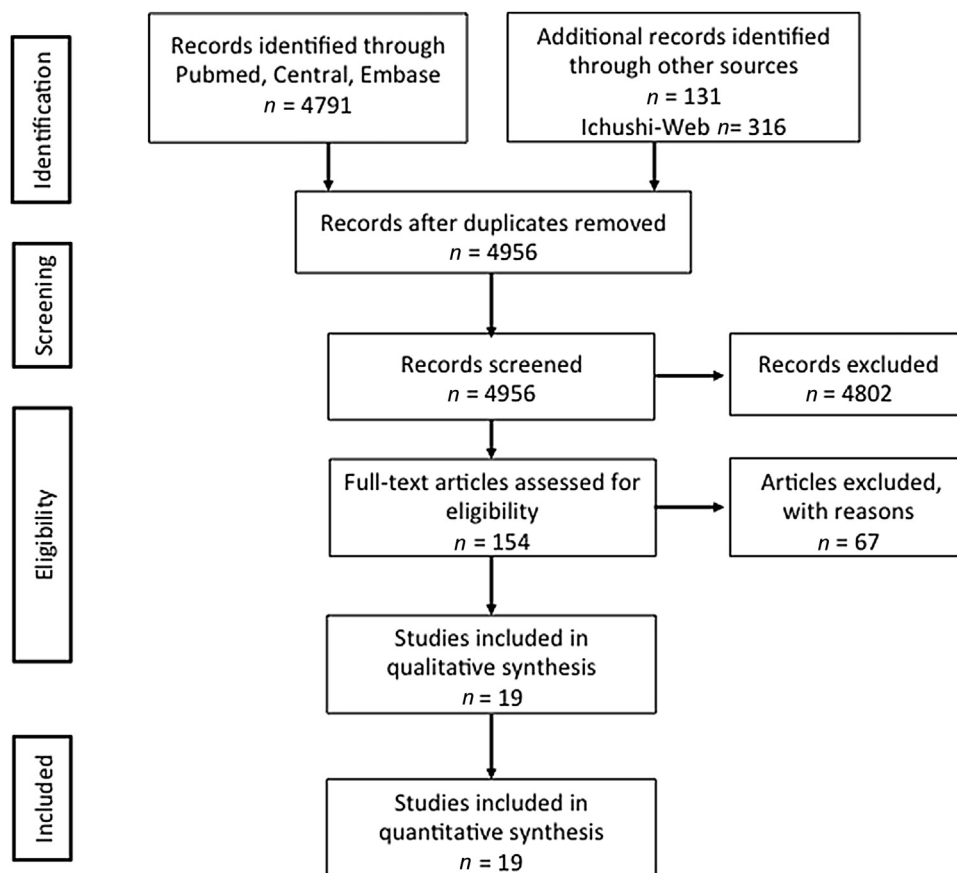 Identification
Records identified through
Pubmed, Central, Embase
n = 4791
Additional records identified
through other sources
n = 131
Ichushi-Web n= 316
Records after duplicates removed
n = 4956
Screening
Records screened
n = 4956
Records excluded
n = 4802
Eligibility
Full-text articles assessed for
eligibility
n = 154
Articles excluded,
with reasons
n = 67
Studies included in
qualitative synthesis
n = 19
Included
Studies included in
quantitative synthesis
n = 19